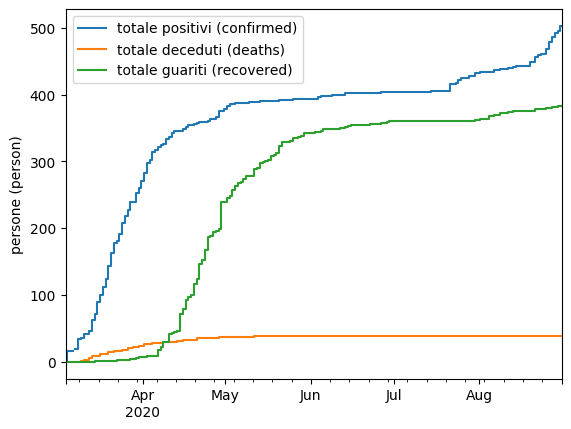 totale positivi (confirmed)
totale deceduti (deaths)
totale guariti (recovered)
persone (person)
500
400
300
200
100
0
Apr
2020
May
Jun
Jul
Aug